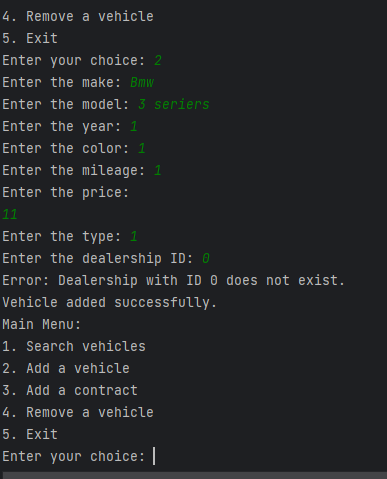 4. Remove a vehicle
5. Exit
Enter your choice: 2
Enter the make: Bmw
Enter the model: 3 seriers
Enter the year: 1
Enter the color: 1
Enter the mileage: 1
Enter the price:
11
Enter the type: 1
Enter the dealership ID: 0
Error: Dealership with ID 0 does not exist.
Vehicle added successfully.
Main Menu:
1. Search vehicles
2. Add a vehicle
3. Add a contract
4. Remove a vehicle
5. Exit
Enter your choice: